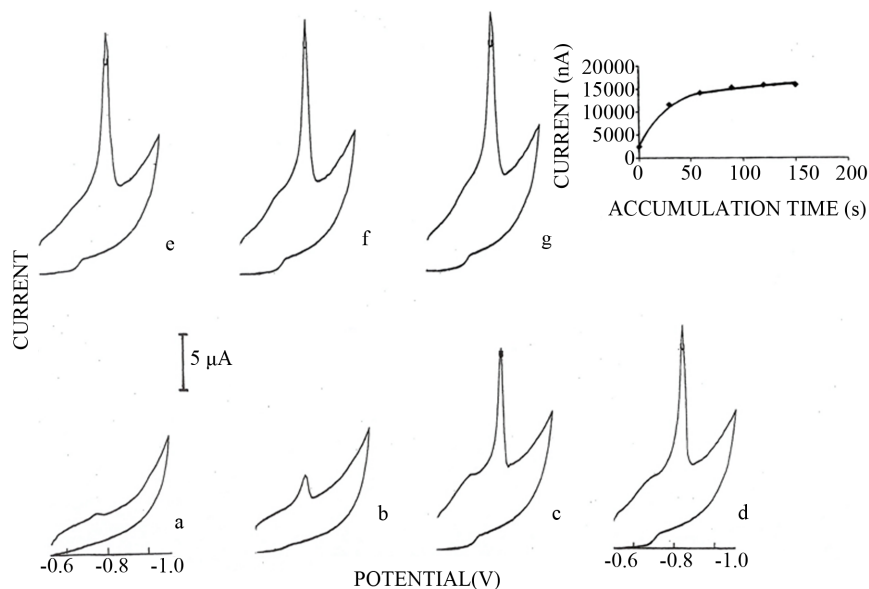 CURRENT
e
f
g
CURRENT (nA)
20000
15000
10000
5000
0
0 50 100 150 200
ACCUMULATION TIME (s)
5 μA
a
b
c
d
-0.6 -0.8 -1.0
-0.6 -0.8 -1.0
POTENTIAL(V)